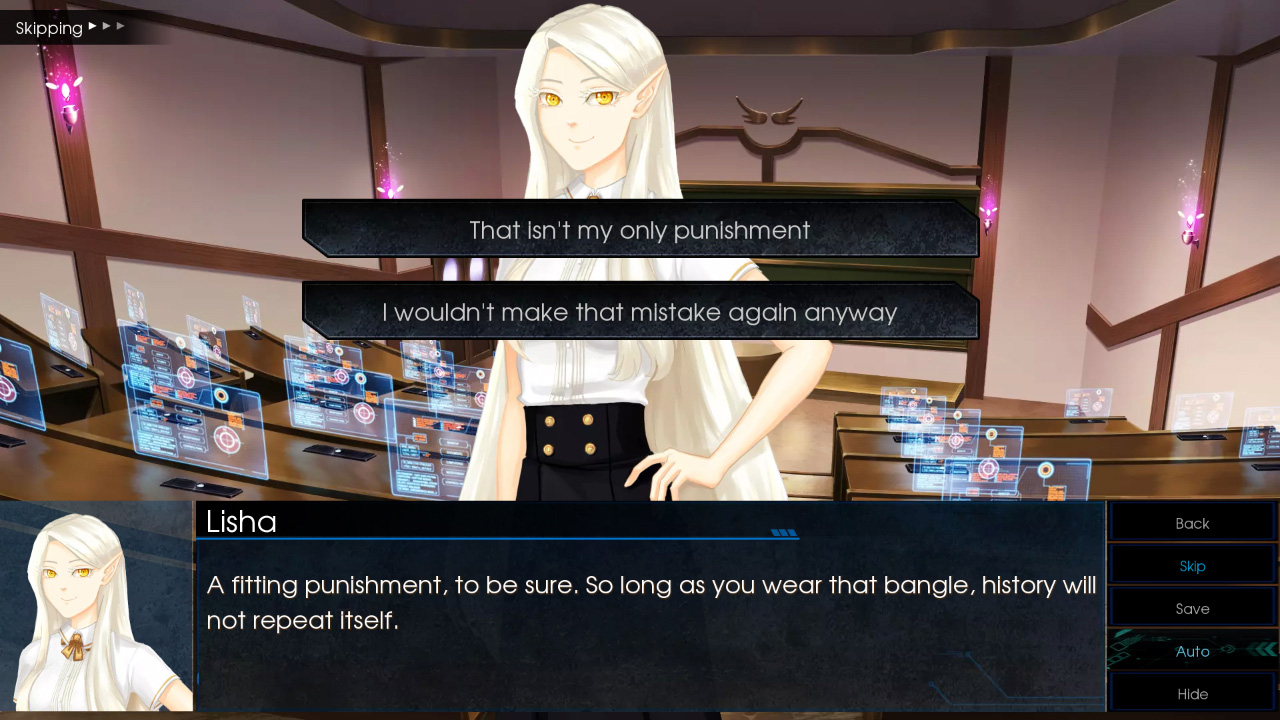 Skipping
That isn't my only punishment
I wouldn't make that mistake again anyway
Lisha
A fitting punishment, to be sure. So long as you wear that bangle, history will
not repeat itself.
Back
Skip
Save
Auto
Hide